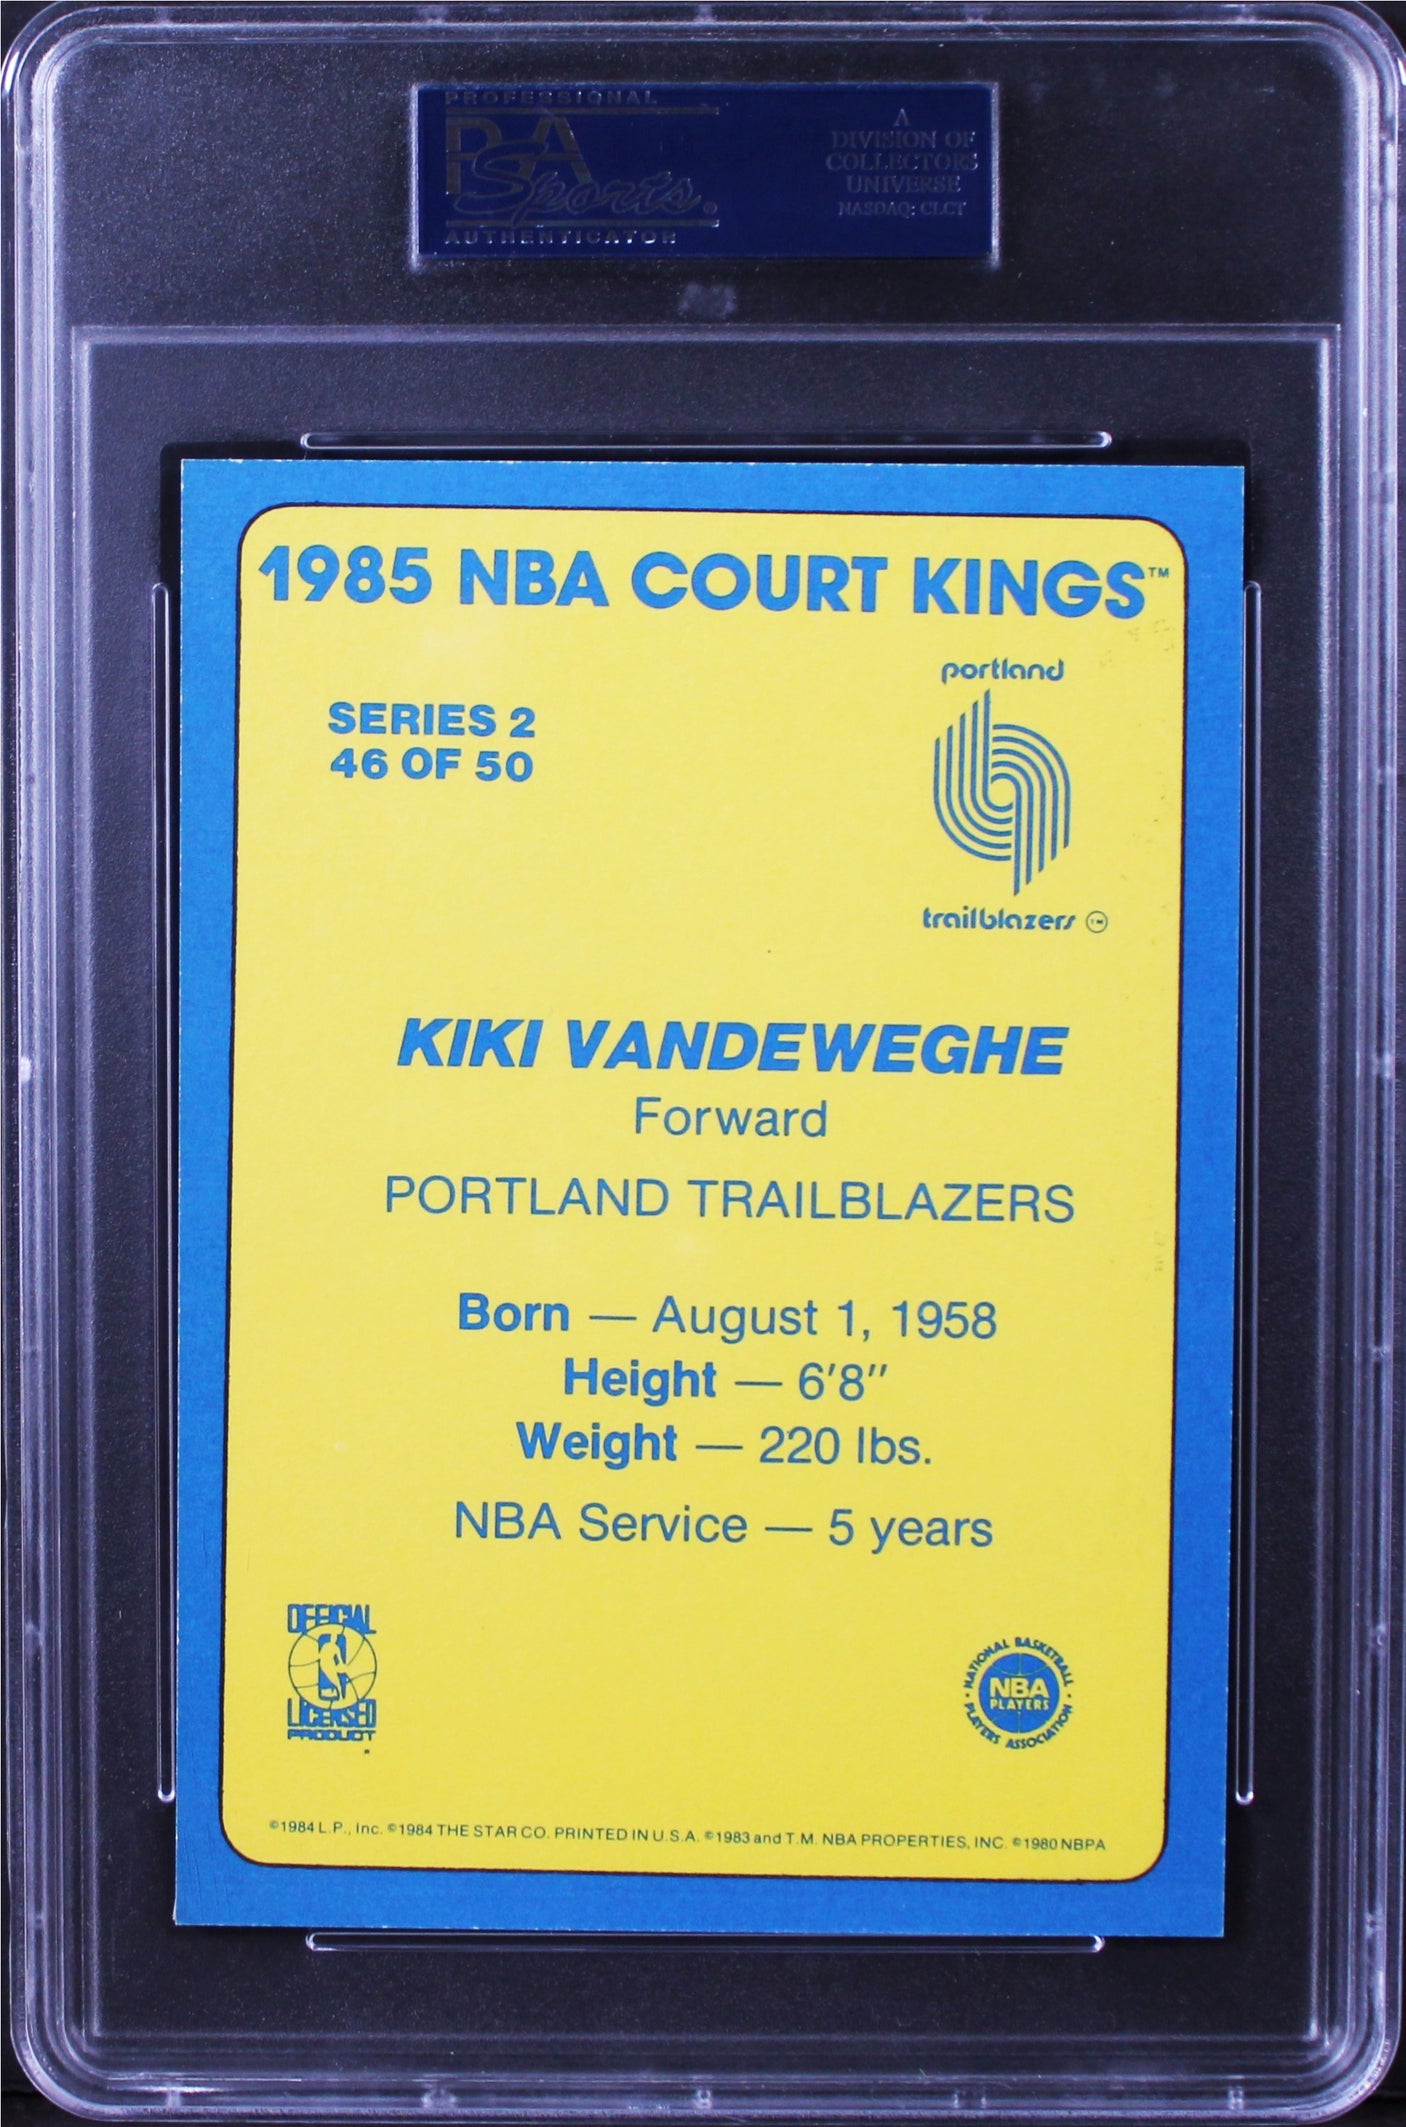 PROFESSIONAL
PSA
Sports
AUTHENTICATOR
A
DIVISION OF
COLLECTORS
UNIVERSE
NASDAQ: CLCT
1985 NBA COURT KINGS™
SERIES 2
46 OF 50
portland
trailblazers ™
KIKI VANDEWEGHE
Forward
PORTLAND TRAILBLAZERS
Born — August 1, 1958
Height — 6'8"
Weight — 220 lbs.
NBA Service — 5 years
OFFICIAL
LICENSED
PRODUCT
NATIONAL BASKETBALL
NBA
PLAYERS
PLAYERS ASSOCIATION
©1984 L.P., Inc. ©1984 THE STAR CO. PRINTED IN U.S.A. ©1983 and T.M. NBA PROPERTIES, INC. ©1980 NBPA